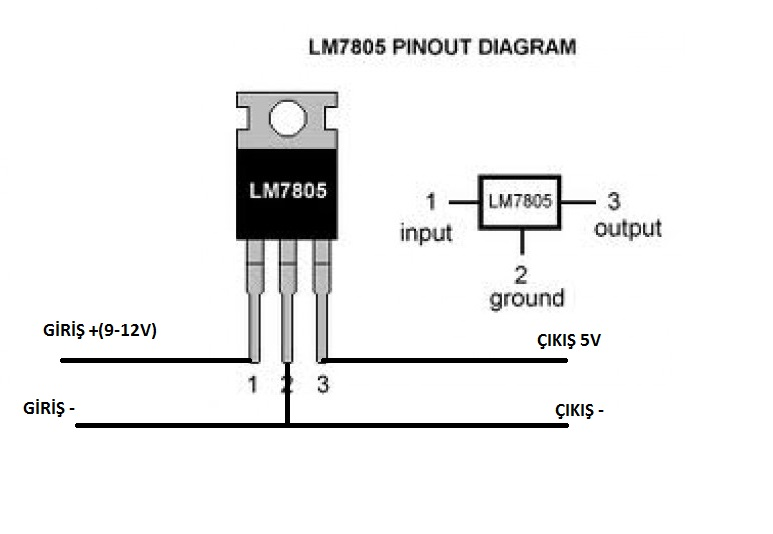 LM7805 PINOUT DIAGRAM
LM7805
1
input
LM7805
3
output
2
ground
GİRİŞ +(9-12V)
ÇIKIŞ 5V
1
2
3
GİRİŞ -
ÇIKIŞ -